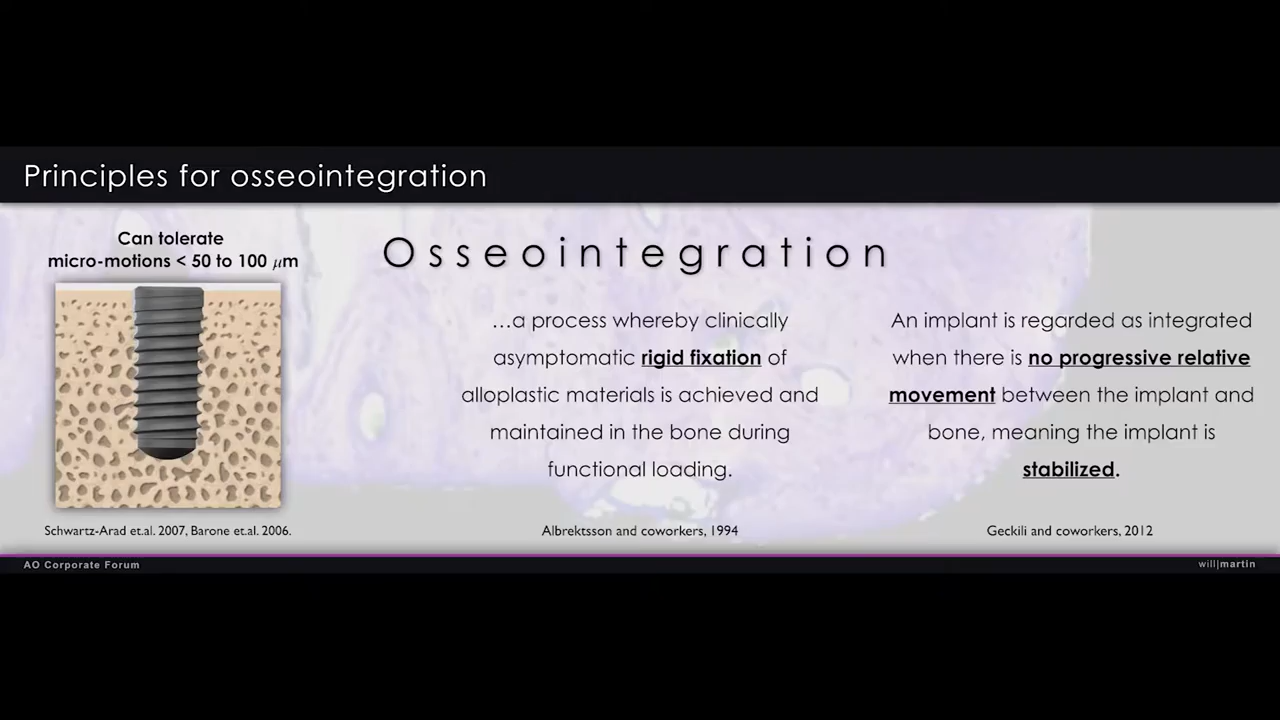 Principles for osseointegration
Can tolerate
micro-motions < 50 to 100 μm
Schwartz-Arad et.al. 2007, Barone et.al. 2006.
Osseointegration
…a process whereby clinically
asymptomatic rigid fixation of
alloplastic materials is achieved and
maintained in the bone during
functional loading.
Albrektsson and coworkers, 1994
An implant is regarded as integrated
when there is no progressive relative
movement between the implant and
bone, meaning the implant is
stabilized.
Geckili and coworkers, 2012
AO Corporate Forum
will|martin